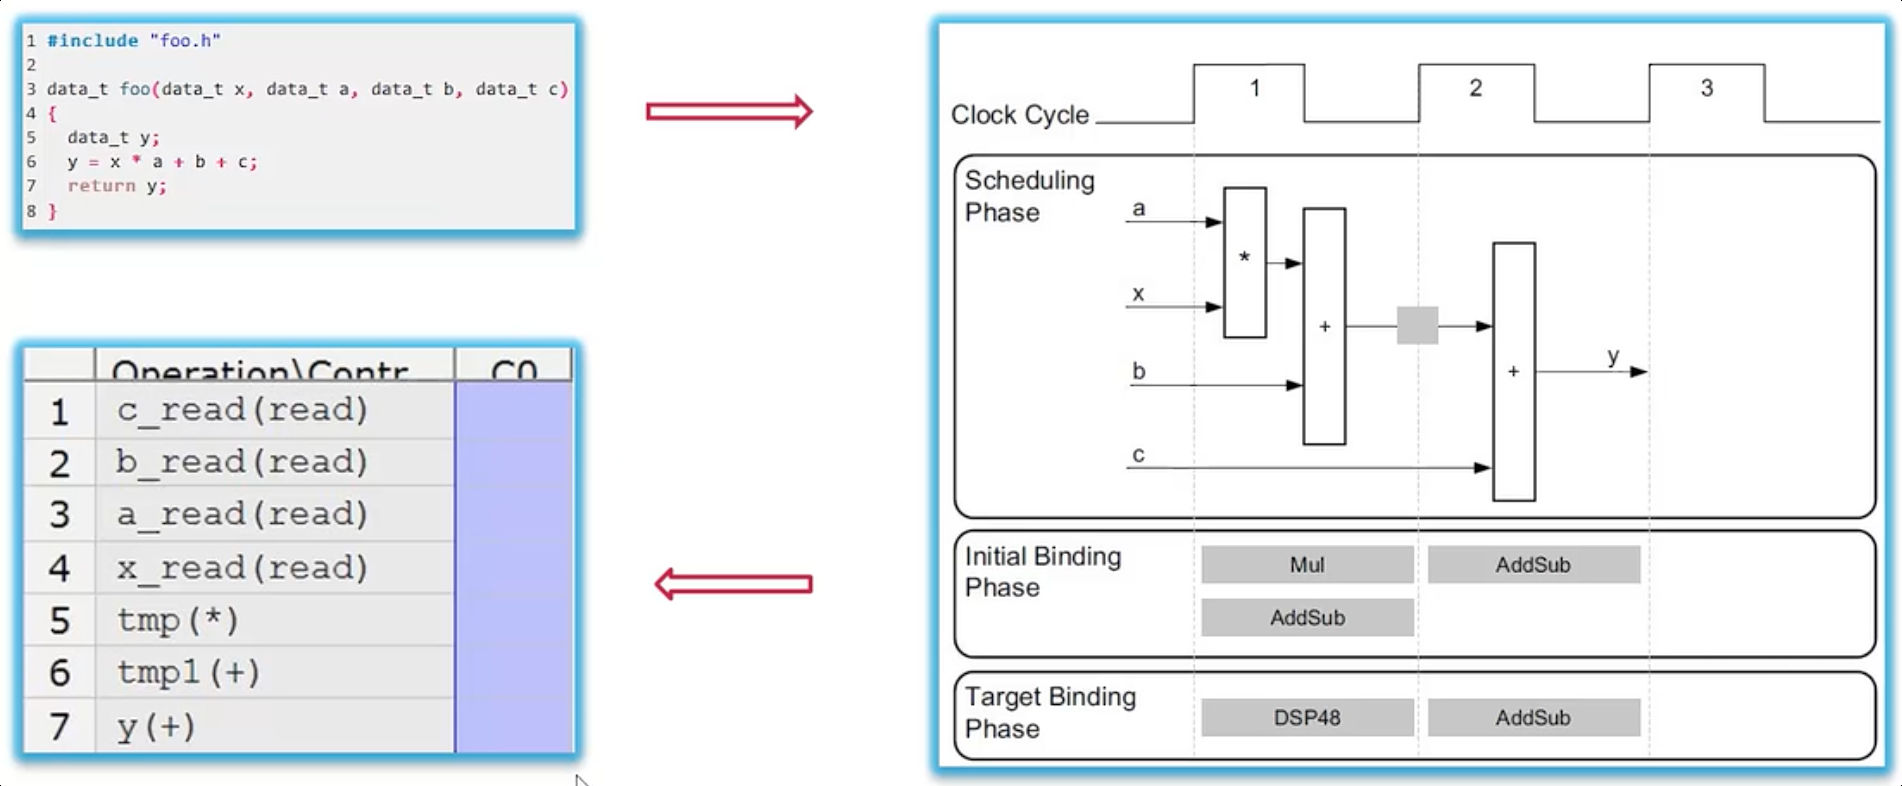 1 #include "foo.h"
2
3 data_t foo(data_t x, data_t a, data_t b, data_t c)
4 {
5 data_t y;
6 y = x * a + b + c;
7 return y;
8 }
Clock Cycle
1
2
3
Scheduling
Phase
a
x
*
b
+
c
+
y
Initial Binding
Phase
Mul
AddSub
AddSub
Target Binding
Phase
DSP48
AddSub
Operation\Contr C0
1 c_read(read)
2 b_read(read)
3 a_read(read)
4 x_read(read)
5 tmp(*)
6 tmp1(+)
7 y(+)